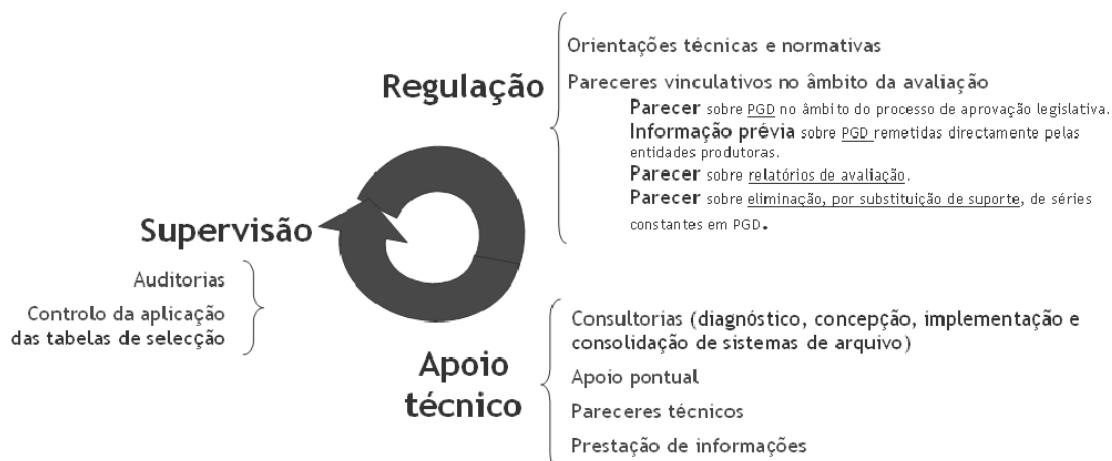 Regulação
Orientações técnicas e normativas
Pareceres vinculativos no âmbito da avaliação
Parecer sobre PGD no âmbito do processo de aprovação legislativa.
Informação prévia sobre PGD remetidas directamente pelas
entidades produtoras.
Parecer sobre relatórios de avaliação.
Parecer sobre eliminação, por substituição de suporte, de séries
constantes em PGD.
Supervisão
Auditorias
Controlo da aplicação
das tabelas de selecção
Apoio
técnico
Consultorias (diagnóstico, concepção, implementação e
consolidação de sistemas de arquivo)
Apoio pontual
Pareceres técnicos
Prestação de informações